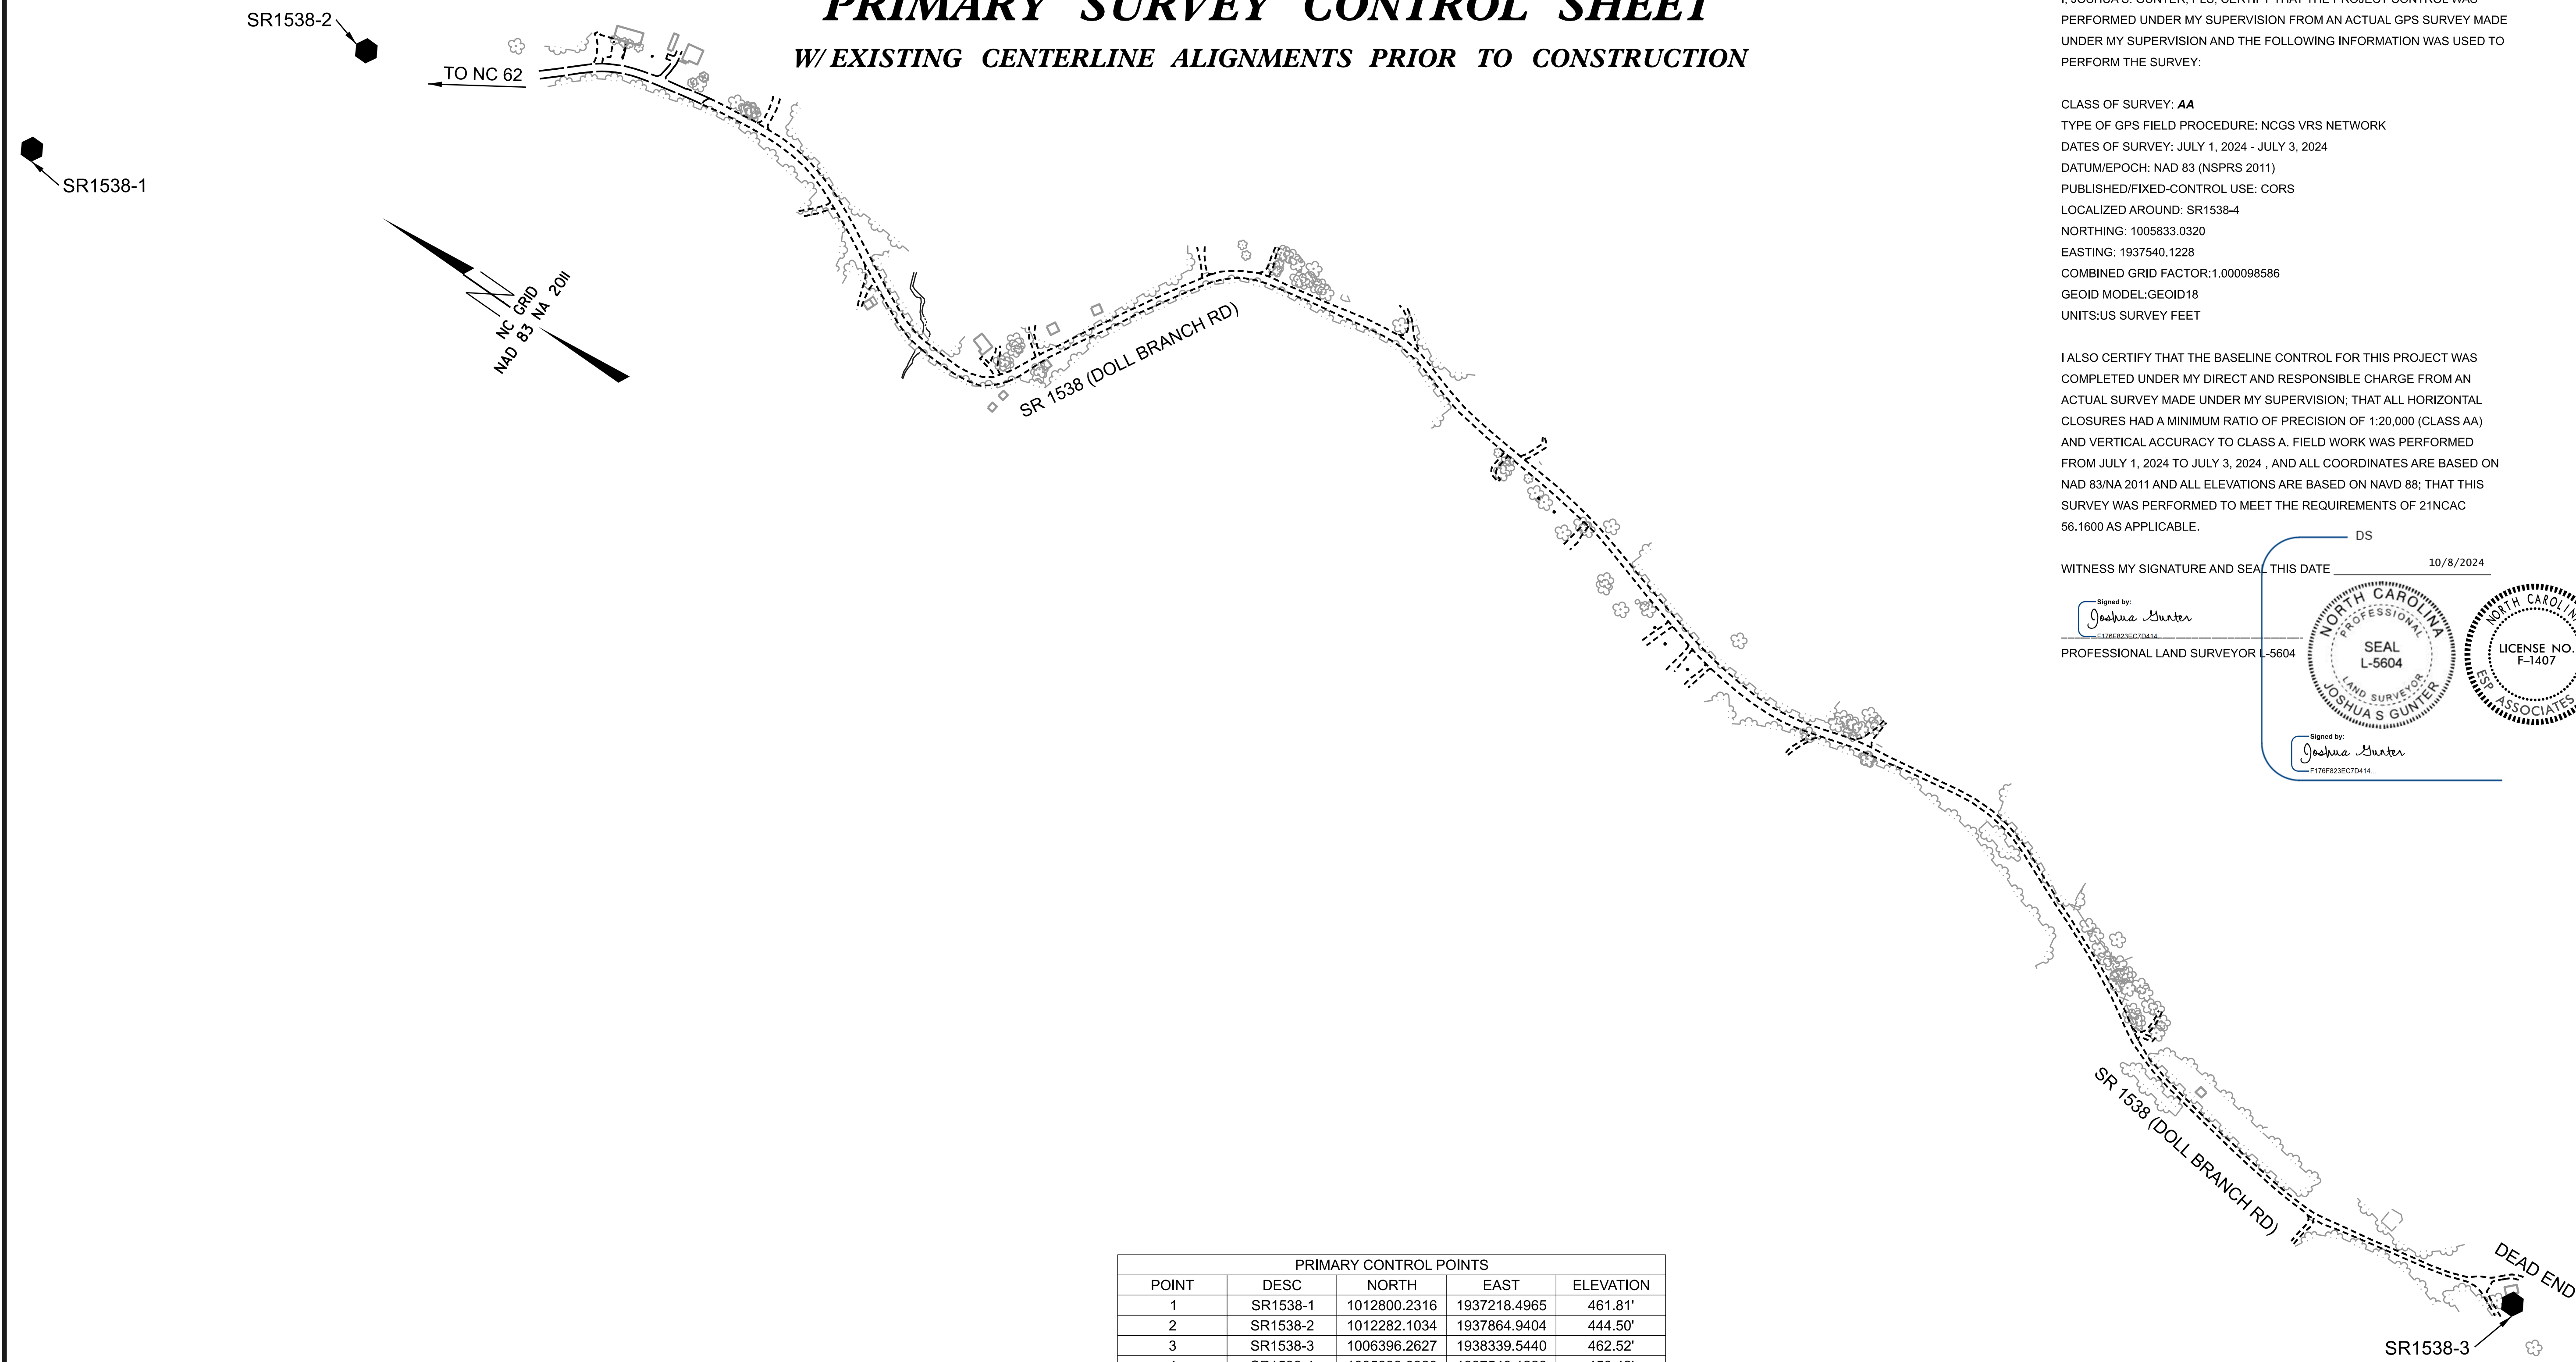 PRIMARY SURVEY CONTROL SHEET
W/ EXISTING CENTERLINE ALIGNMENTS PRIOR TO CONSTRUCTION
SR1538-2
TO NC 62
SR1538-1
NC GRID
NAD 83 NA 2011
SR 1538 (DOLL BRANCH RD)
PERFORMED UNDER MY SUPERVISION FROM AN ACTUAL GPS SURVEY MADE
UNDER MY SUPERVISION AND THE FOLLOWING INFORMATION WAS USED TO
PERFORM THE SURVEY:
CLASS OF SURVEY: AA
TYPE OF GPS FIELD PROCEDURE: NCGS VRS NETWORK
DATES OF SURVEY: JULY 1, 2024 - JULY 3, 2024
DATUM/EPOCH: NAD 83 (NSPRS 2011)
PUBLISHED/FIXED-CONTROL USE: CORS
LOCALIZED AROUND: SR1538-4
NORTHING: 1005833.0320
EASTING: 1937540.1228
COMBINED GRID FACTOR:1.000098586
GEOID MODEL:GEOID18
UNITS:US SURVEY FEET
I ALSO CERTIFY THAT THE BASELINE CONTROL FOR THIS PROJECT WAS
COMPLETED UNDER MY DIRECT AND RESPONSIBLE CHARGE FROM AN
ACTUAL SURVEY MADE UNDER MY SUPERVISION; THAT ALL HORIZONTAL
CLOSURES HAD A MINIMUM RATIO OF PRECISION OF 1:20,000 (CLASS AA)
AND VERTICAL ACCURACY TO CLASS A. FIELD WORK WAS PERFORMED
FROM JULY 1, 2024 TO JULY 3, 2024 , AND ALL COORDINATES ARE BASED ON
NAD 83/NA 2011 AND ALL ELEVATIONS ARE BASED ON NAVD 88; THAT THIS
SURVEY WAS PERFORMED TO MEET THE REQUIREMENTS OF 21NCAC
56.1600 AS APPLICABLE.
DS
WITNESS MY SIGNATURE AND SEAL THIS DATE 10/8/2024
Signed by:
Joshua Gunter
F176F823EC7D414...
PROFESSIONAL LAND SURVEYOR L-5604
NORTH CAROLINA
PROFESSIONAL
SEAL
L-5604
LAND SURVEYOR
JOSHUA S GUNTER
NORTH CAROLIN
LICENSE NO.
F-1407
ESP ASSOCIATES
Signed by:
Joshua Gunter
F176F823EC7D414...
SR 1538 (DOLL BRANCH RD)
DEAD END
SR1538-3
PRIMARY CONTROL POINTS
POINT DESC NORTH EAST ELEVATION
1 SR1538-1 1012800.2316 1937218.4965 461.81'
2 SR1538-2 1012282.1034 1937864.9404 444.50'
3 SR1538-3 1006396.2627 1938339.5440 462.52'